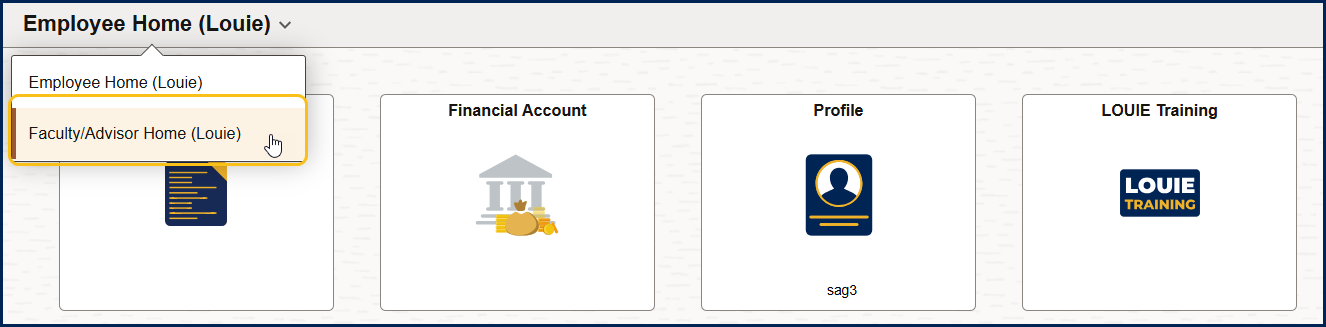 Employee Home (Louie)
Employee Home (Louie)
Faculty/Advisor Home (Louie)
Financial Account
Profile
LOUIE Training
LOUIE
TRAINING
sag3